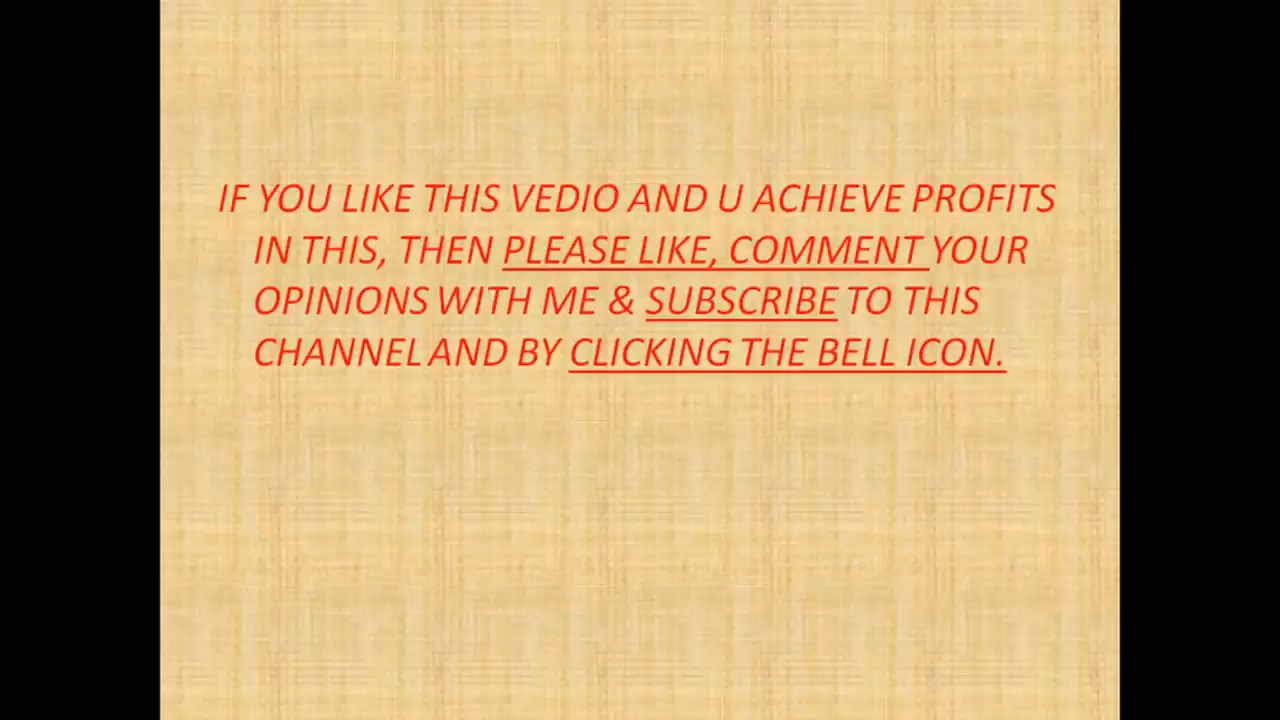 IF YOU LIKE THIS VEDIO AND U ACHIEVE PROFITS
IN THIS, THEN PLEASE LIKE, COMMENT YOUR
OPINIONS WITH ME & SUBSCRIBE TO THIS
CHANNEL AND BY CLICKING THE BELL ICON.